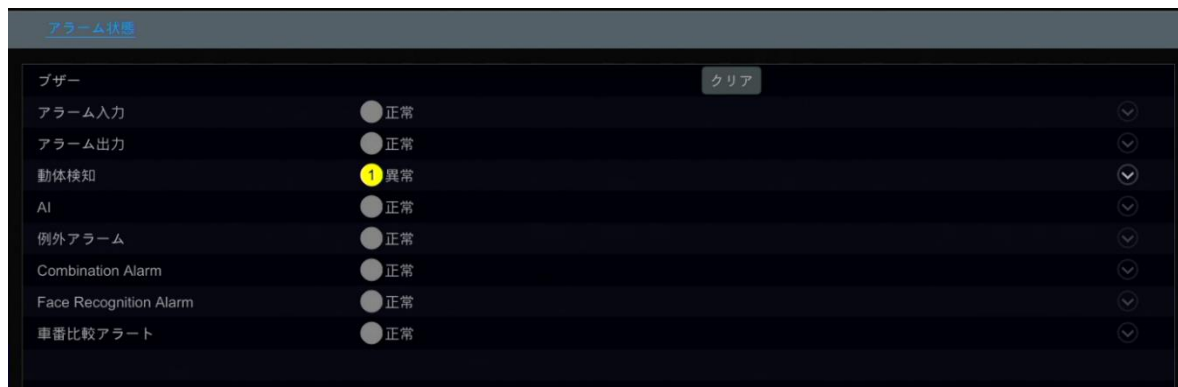 アラーム状態
ブザー クリア
アラーム入力 正常
アラーム出力 正常
動体検知 1 異常
AI 正常
例外アラーム 正常
Combination Alarm 正常
Face Recognition Alarm 正常
車番比較アラート 正常